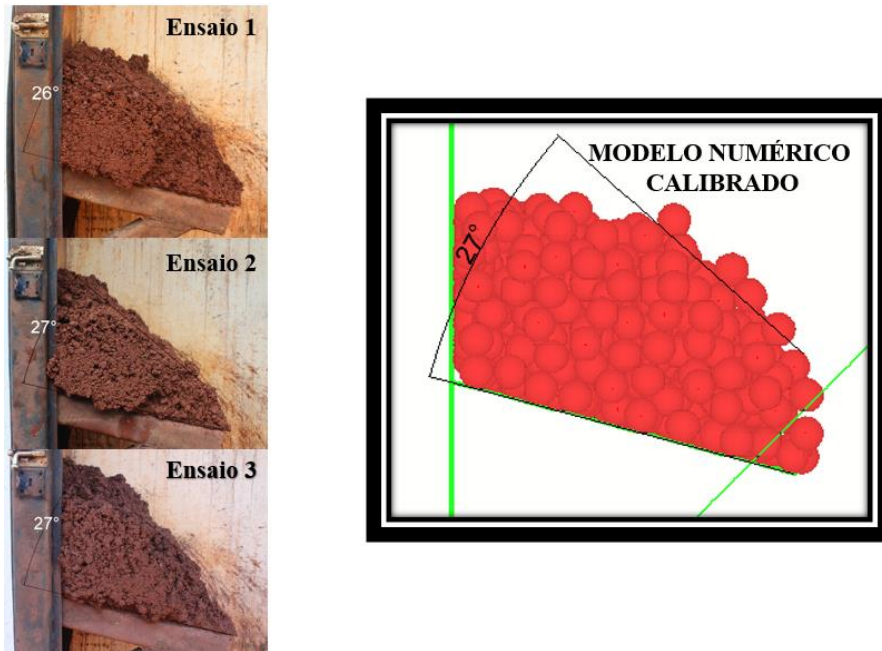 Ensaio 1
26°
Ensaio 2
27°
Ensaio 3
27°
MODELO NUMÉRICO
CALIBRADO
27°